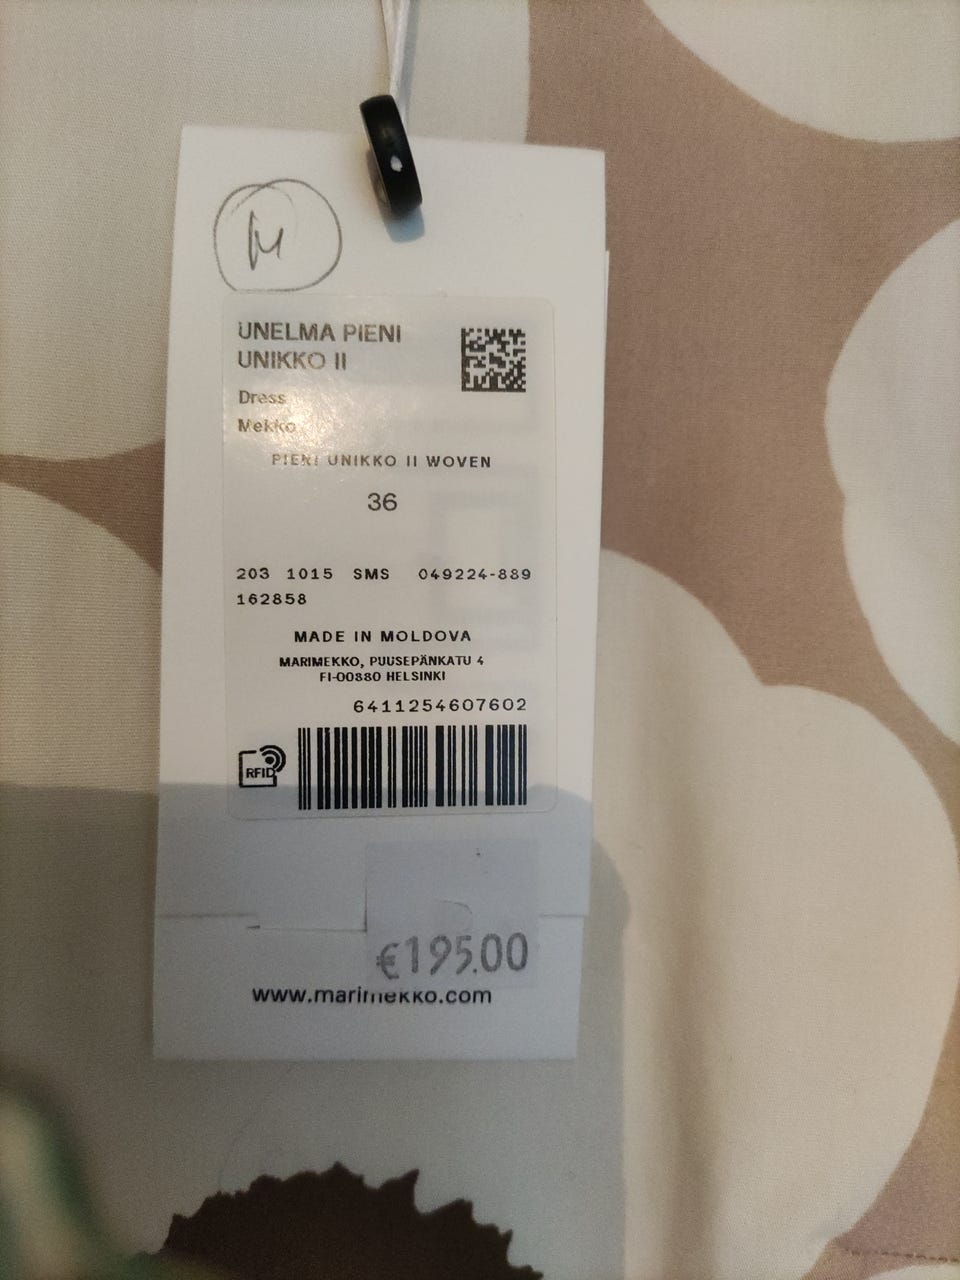 M
UNELMA PIENI
UNIKKO II
Dress
Mekko
PIENI UNIKKO II WOVEN
36
203 1015 SMS 049224-889
162858
MADE IN MOLDOVA
MARIMEKKO, PUUSEPÄNKATU 4
FI-00880 HELSINKI
6411254607602
RFID
€195.00
www.marimekko.com